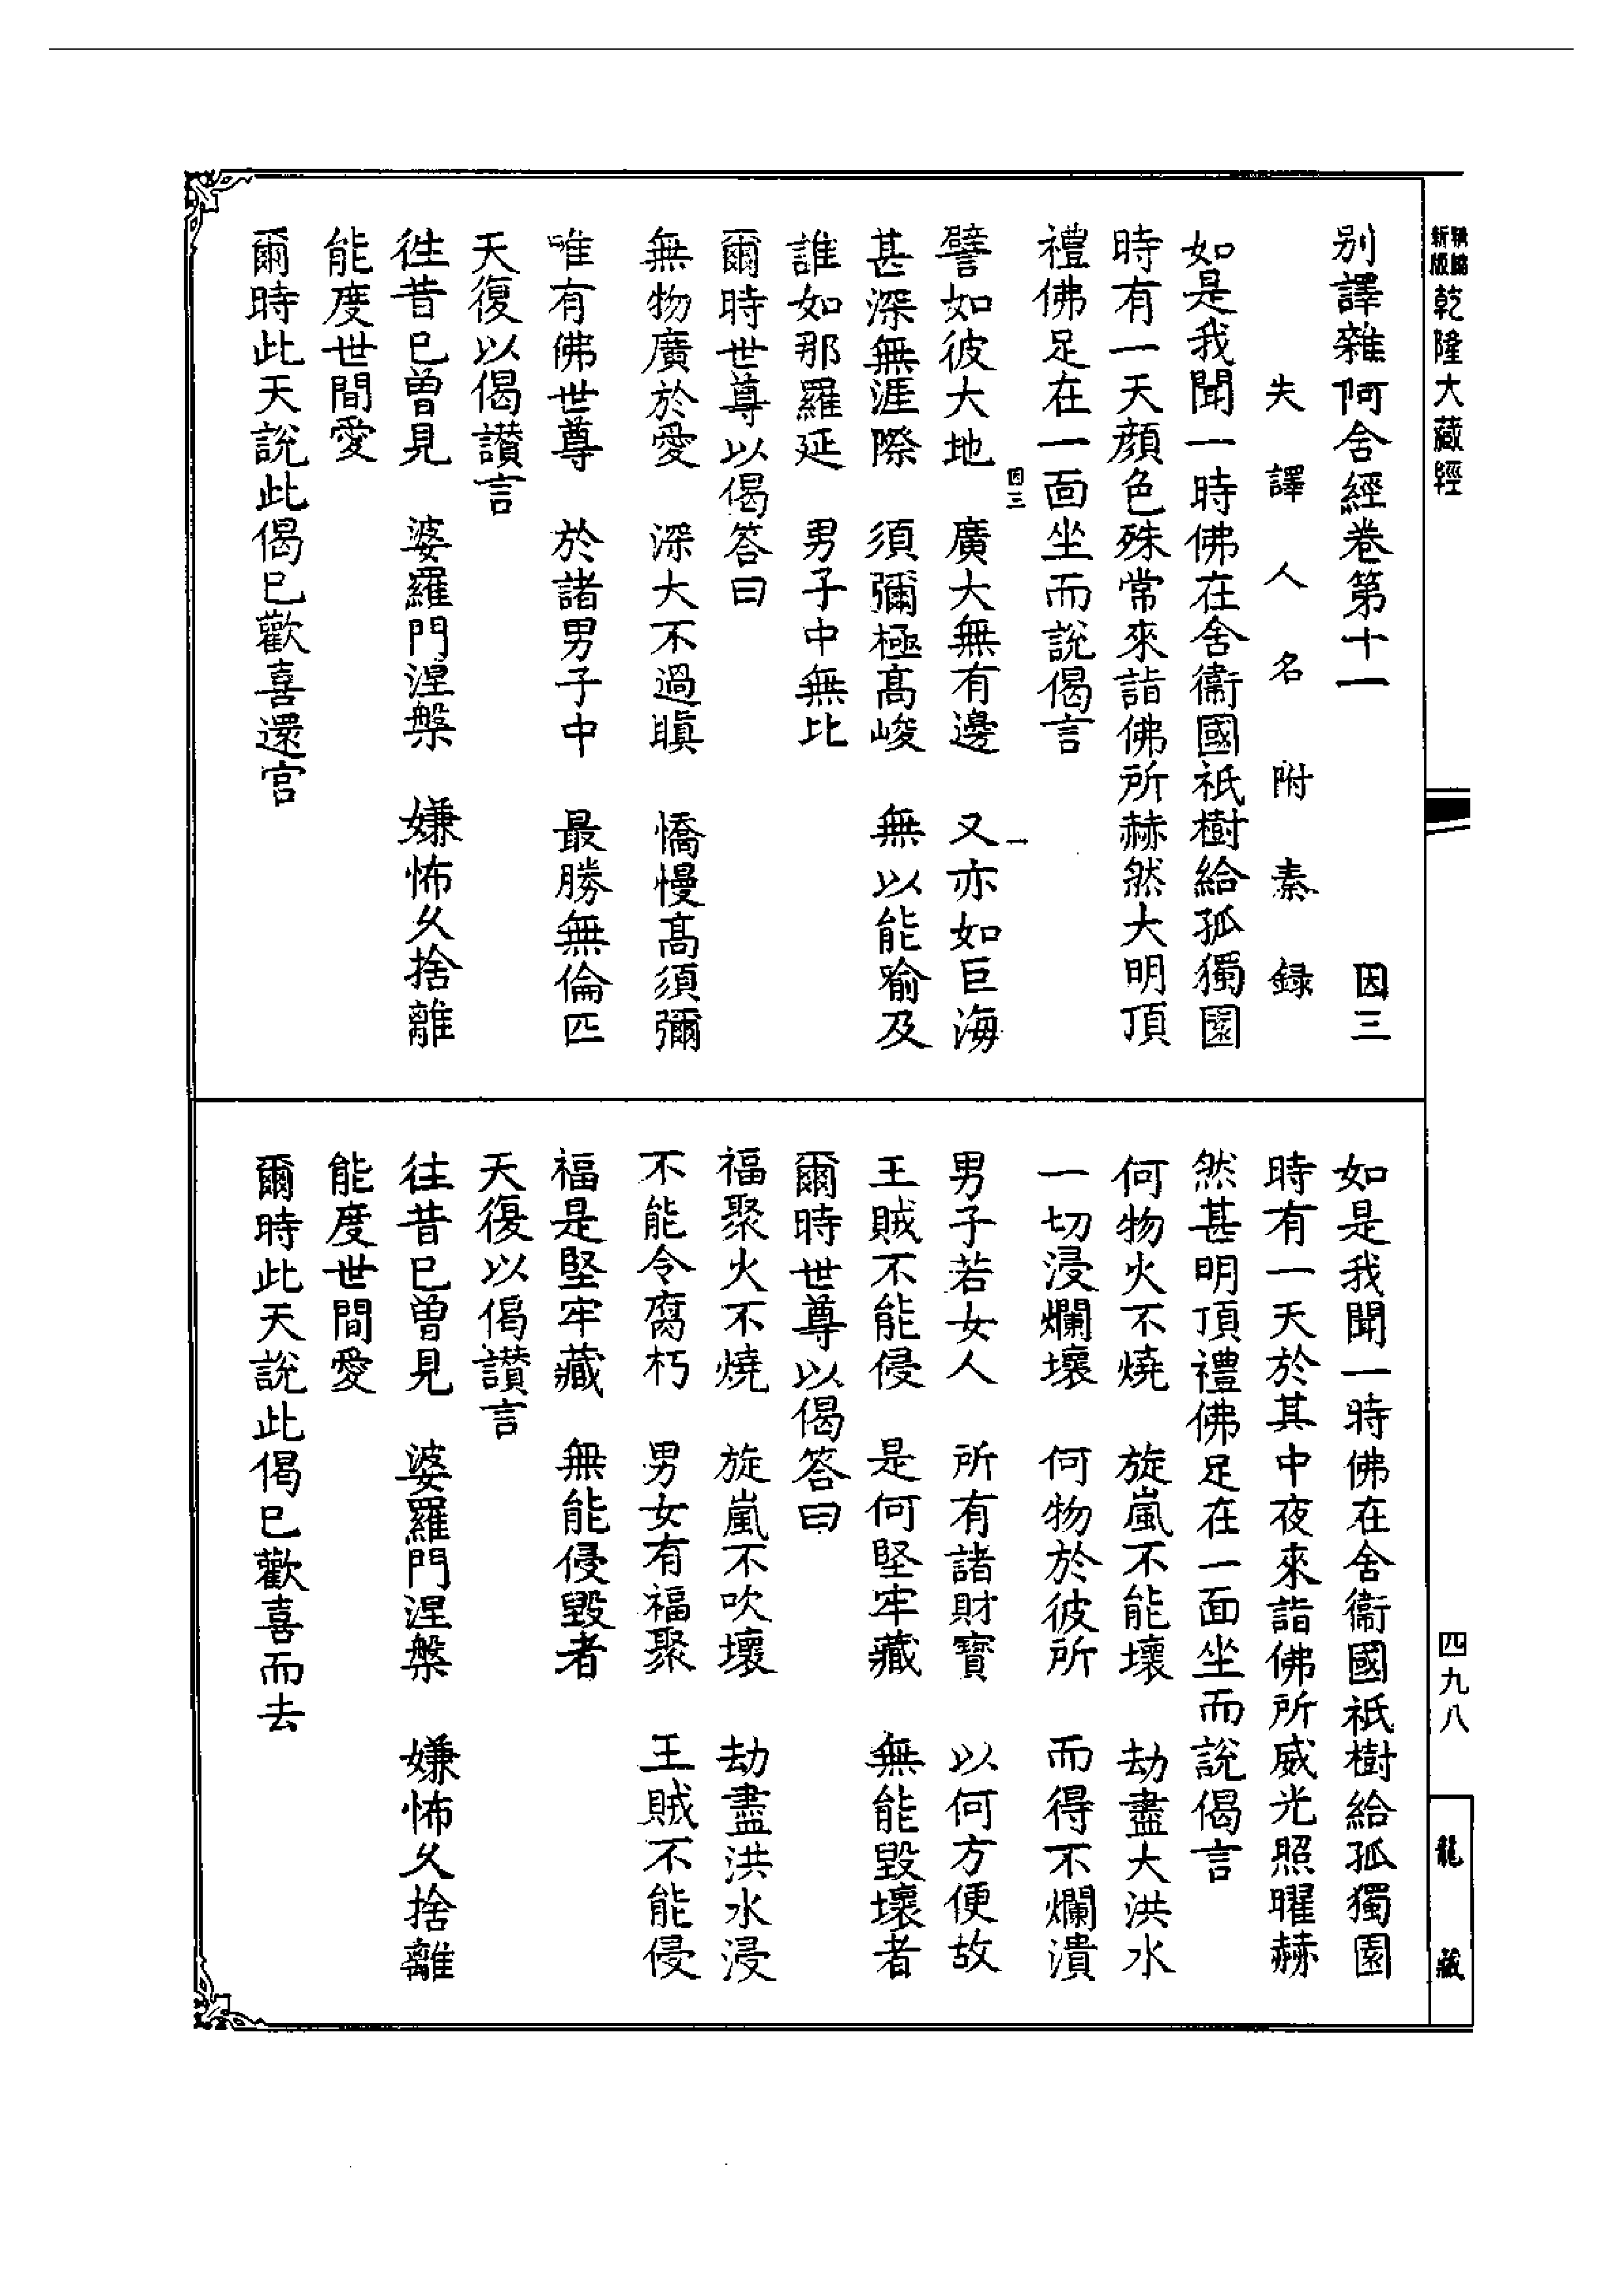 新版
乾隆大藏經
別譯雜阿含經卷第十一 因三
失譯人名附秦録
如是我聞一時佛在舍衞國祇樹給孤獨園
時有一天顏色殊常來詣佛所赫然大明頂
禮佛足在一面坐而說偈言
因三 一
譬如彼大地 廣大無有邊 又亦如巨海
甚深無涯際 須彌極髙峻 無以能喻及
誰如那羅延 男子中無比
爾時世尊以偈答曰
無物廣於愛 深大不過瞋 憍慢髙須彌
唯有佛世尊 於諸男子中 最勝無倫匹
天復以偈讃言
徃昔已曾見 婆羅門涅槃 嫌怖久捨離
能度世間愛
爾時此天說此偈已歡喜還宫
如是我聞一時佛在舍衞國祇樹給孤獨園
時有一天於其中夜來詣佛所威光照曜赫
然甚明頂禮佛足在一面坐而說偈言
何物火不燒 旋嵐不能壞 劫盡大洪水
一切浸爛壞 何物於彼所 而得不爛潰
男子若女人 所有諸財寳 以何方便故
王賊不能侵 是何堅牢藏 無能毀壞者
爾時世尊以偈答曰
福聚火不燒 旋嵐不吹壞 劫盡洪水浸
不能令腐朽 男女有福聚 王賊不能侵
福是堅牢藏 無能侵毀者
天復以偈讃言
往昔已曾見 婆羅門涅槃 嫌怖久捨離
能度世間愛
爾時此天說此偈已歡喜而去
四九八
龍藏